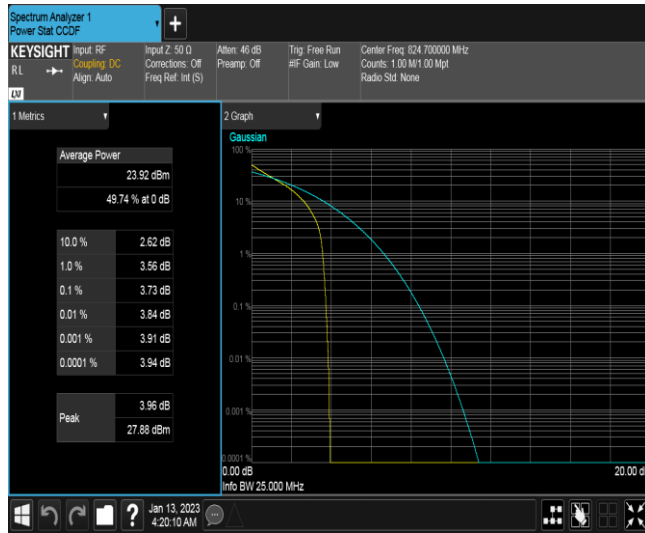 Spectrum Analyzer 1
Power Stat CCDF
KEYSIGHT
Input: RF
Coupling: DC
Align: Auto
RL
LXI
Input Z: 50 Ω
Corrections: Off
Freq Ref: Int (S)
Atten: 46 dB
Preamp: Off
Trig: Free Run
#IF Gain: Low
Center Freq: 824.700000 MHz
Counts: 1.00 M/1.00 Mpt
Radio Std: None
1 Metrics
Average Power
23.92 dBm
49.74 % at 0 dB
10.0 % 2.62 dB
1.0 % 3.56 dB
0.1 % 3.73 dB
0.01 % 3.84 dB
0.001 % 3.91 dB
0.0001 % 3.94 dB
Peak
3.96 dB
27.88 dBm
2 Graph
Gaussian
100 %
10 %
1 %
0.1 %
0.01 %
0.001 %
0.0001 %
0.00 dB
20.00 d
Info BW 25.000 MHz
?
Jan 13, 2023
4:20:10 AM